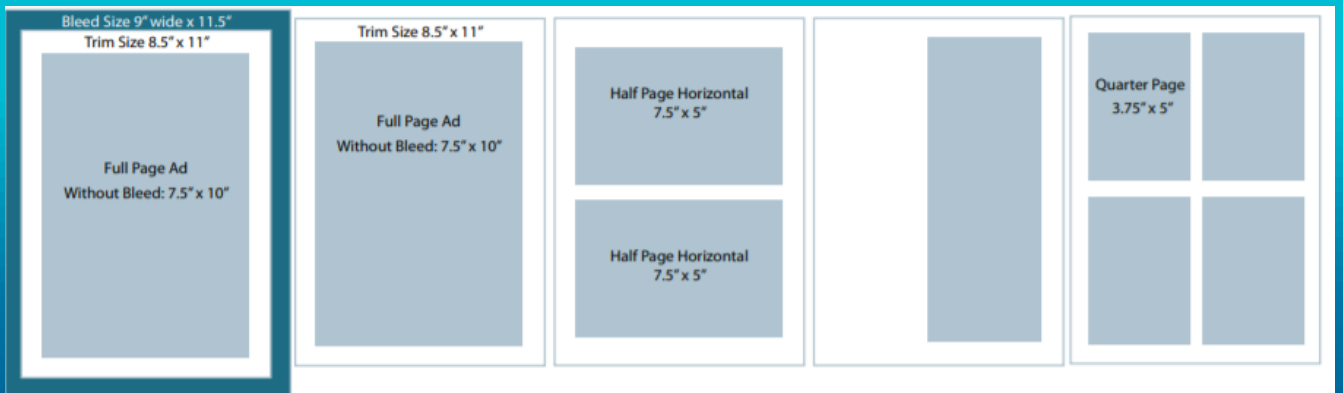 Bleed Size 9” wide x 11.5”
Trim Size 8.5” x 11”
Full Page Ad
Without Bleed: 7.5” x 10”
Trim Size 8.5” x 11”
Full Page Ad
Without Bleed: 7.5” x 10”
Half Page Horizontal
7.5” x 5”
Half Page Horizontal
7.5” x 5”
Quarter Page
3.75” x 5”